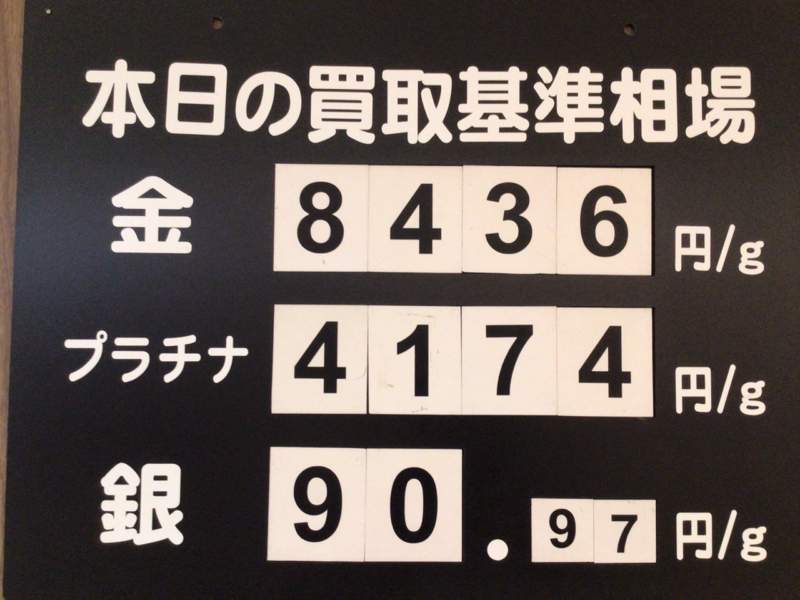 本日の買取基準相場
金 8436 円/g
プラチナ 4174 円/g
銀 90.97 円/g